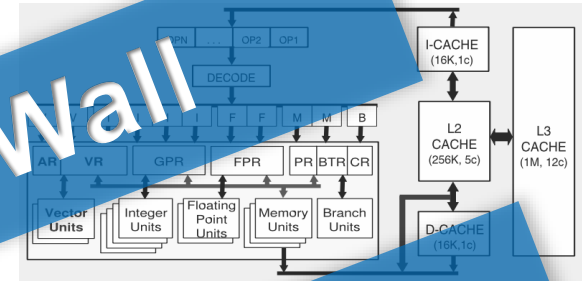 Wall
OPN ... OP2 OP1
DECODE
I F F M M B
AR VR GPR FPR PR BTR CR
Vector
Units
Integer
Units
Floating
Point
Units
Memory
Units
Branch
Units
I-CACHE
(16K,1c)
L2
CACHE
(256K, 5c)
D-CACHE
(16K,1c)
L3
CACHE
(1M, 12c)